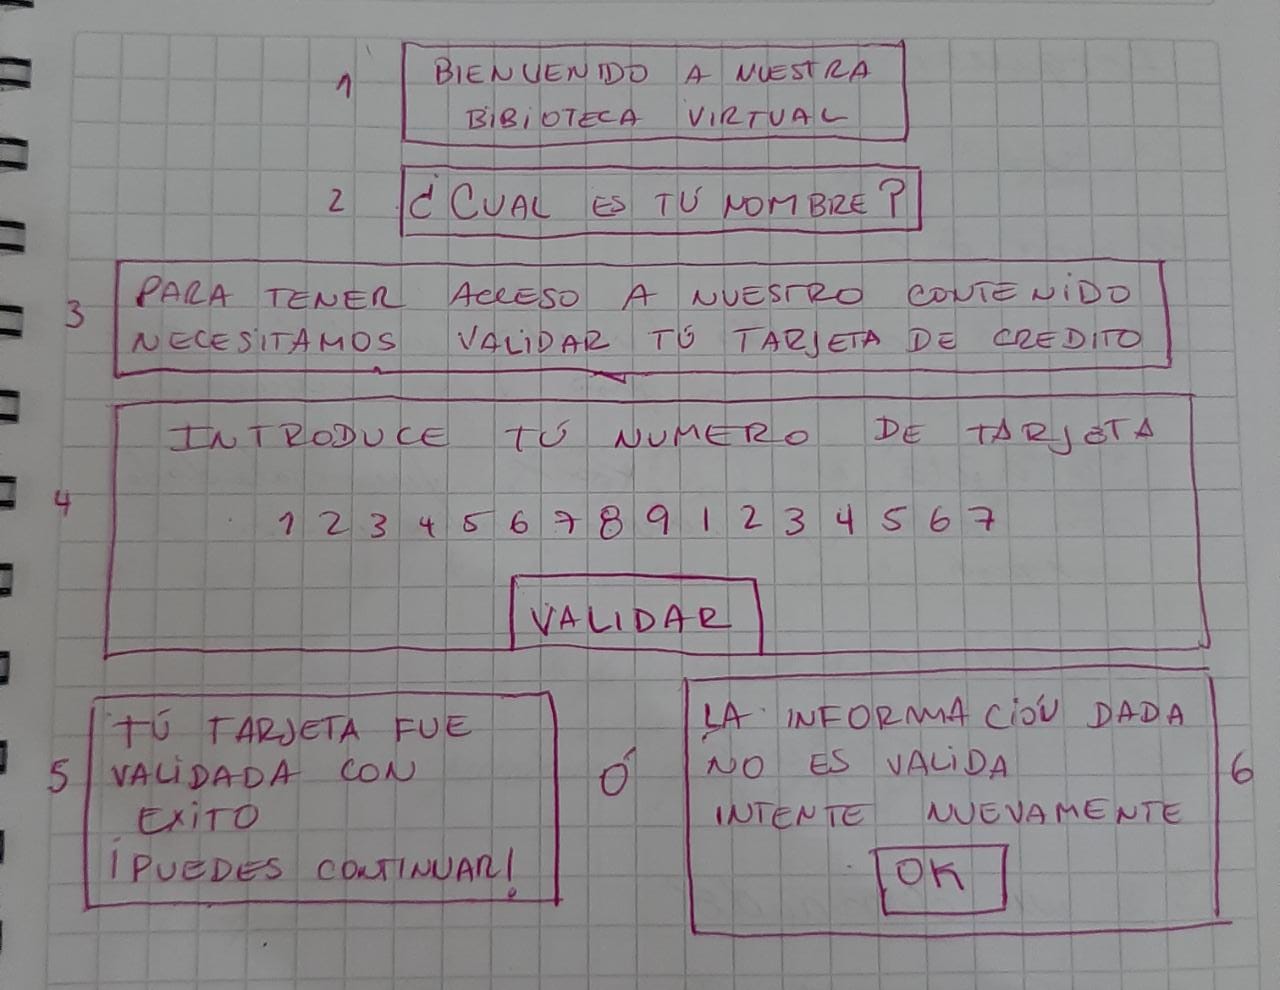 1 BIENVENIDO A NUESTRA
BIBIOTECA VIRTUAL
2 ¿CUAL ES TÚ NOMBRE?
PARA TENER ACCESO A NUESTRO CONTENIDO
3 NECESITAMOS VALIDAR TÚ TARJETA DE CREDITO
INTRODUCE TÚ NUMERO DE TARJETA
4 1 2 3 4 5 6 7 8 9 1 2 3 4 5 6 7
VALIDAR
TÚ TARJETA FUE
5 VALIDADA CON
EXITO
¡PUEDES CONTINUAR!
Ó
LA INFORMACIÓN DADA
NO ES VALIDA 6
INTENTE NUEVAMENTE
OK